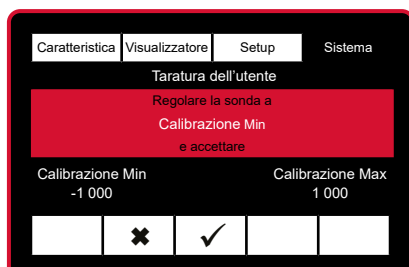 Caratteristica Visualizzatore Setup Sistema
Taratura dell'utente
Regolare la sonda a
Calibrazione Min
e accettare
Calibrazione Min Calibrazione Max
-1 000 1 000